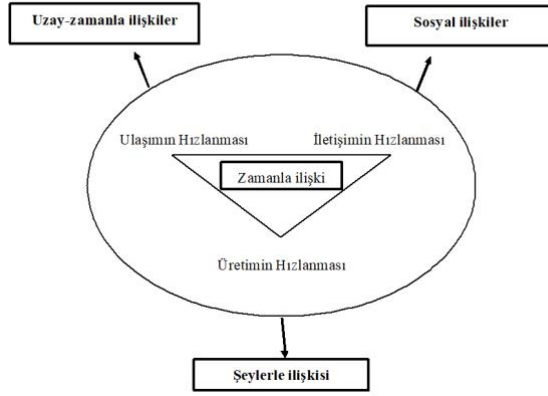 Uzay-zamanla ilişkiler
Sosyal ilişkiler
Ulaşımın Hızlanması
İletişimin Hızlanması
Zamanla ilişki
Üretimin Hızlanması
Şeylerle ilişkisi